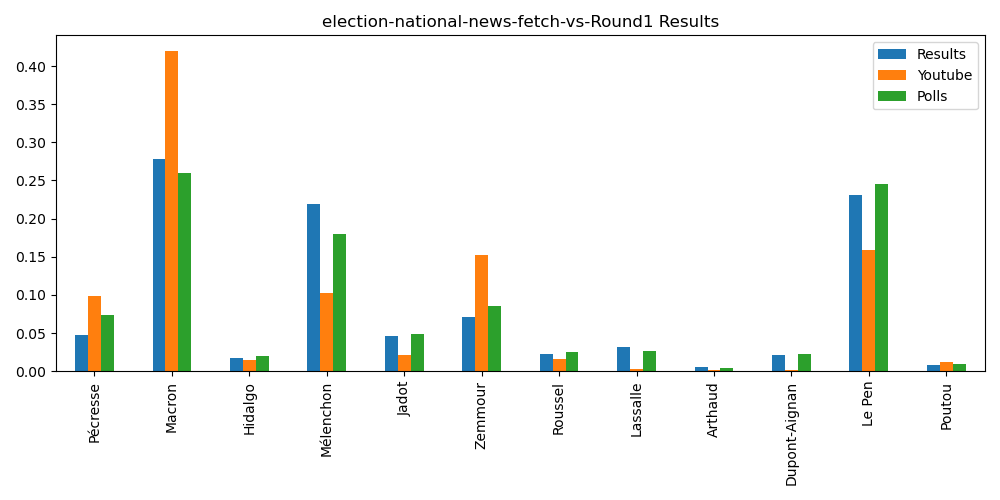 election-national-news-fetch-vs-Round1 Results
Results
Youtube
Polls
0.40
0.35
0.30
0.25
0.20
0.15
0.10
0.05
0.00
Pécresse
Macron
Hidalgo
Mélenchon
Jadot
Zemmour
Roussel
Lassalle
Arthaud
Dupont-Aignan
Le Pen
Poutou